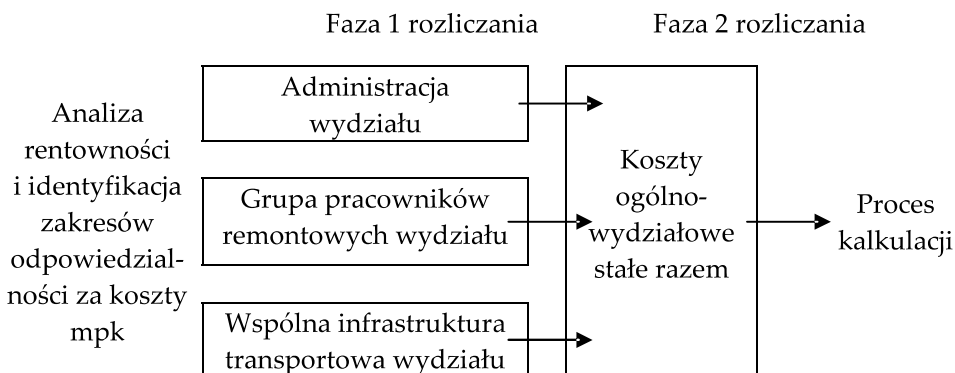 Faza 1 rozliczania
Faza 2 rozliczania
Analiza
rentowności
i identyfikacja
zakresów
odpowiedzial-
ności za koszty
mpk
Administracja
wydziału
Grupa pracowników
remontowych wydziału
Wspólna infrastruktura
transportowa wydziału
Koszty
ogólno-
wydziałowe
stałe razem
Proces
kalkulacji